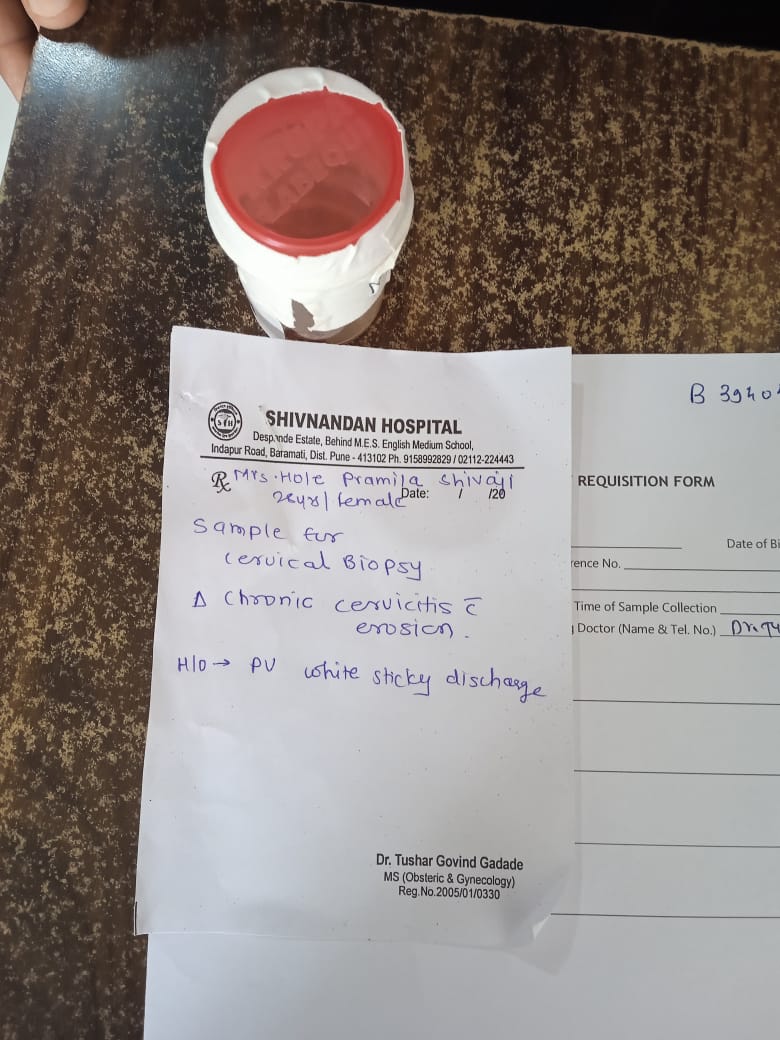 SHIVNANDAN HOSPITAL
Deshpande Estate, Behind M.E.S. English Medium School,
Indapur Road, Baramati, Dist. Pune - 413102 Ph. 9158992829 / 02112-224443
℞ Mrs. Hole Pramila Shivaji
28yrs/ female Date: / /20
Sample for
cervical Biopsy
Δ Chronic cervicitis c̄
erosion.
H/o → PV white sticky discharge
Dr. Tushar Govind Gadade
MS (Obsteric & Gynecology)
Reg.No.2005/01/0330
B 3940
REQUISITION FORM
Date of Bi
rence No.
Time of Sample Collection
Doctor (Name & Tel. No.) Dr.